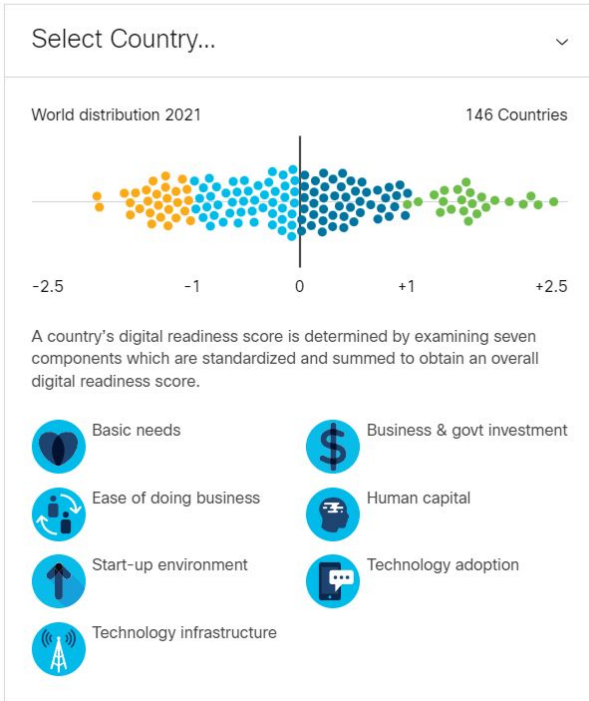 Select Country...
World distribution 2021
146 Countries
-2.5
-1
0
+1
+2.5
A country's digital readiness score is determined by examining seven
components which are standardized and summed to obtain an overall
digital readiness score.
Basic needs
Business & govt investment
Ease of doing business
Human capital
Start-up environment
Technology adoption
Technology infrastructure